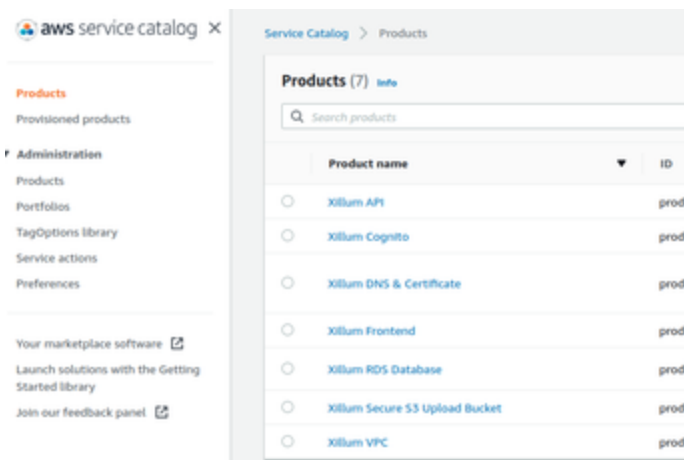 aws service catalog
Products
Provisioned products
Administration
Products
Portfolios
TagOptions library
Service actions
Preferences
Your marketplace software
Launch solutions with the Getting
Started library
Join our feedback panel
Service Catalog > Products
Products (7) Info
Search products
Product name ID
Xillum API prod
Xillum Cognito prod
Xillum DNS & Certificate prod
Xillum Frontend prod
Xillum RDS Database prod
Xillum Secure S3 Upload Bucket prod
Xillum VPC prod